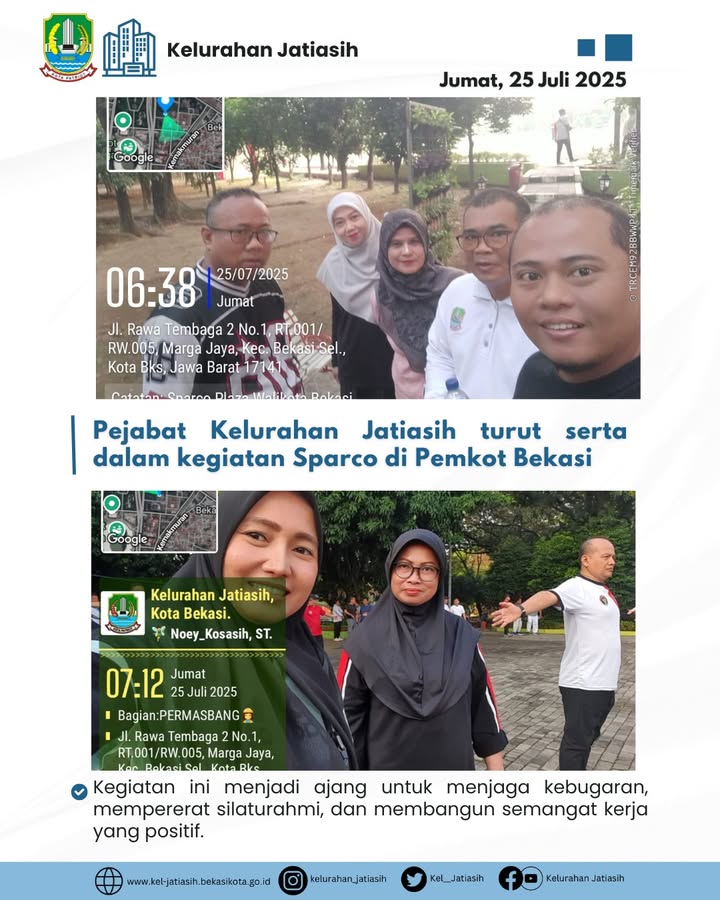 KOTA PATRIOT
Kelurahan Jatiasih
Jumat, 25 Juli 2025
Google
Kemakmuran
Bek
06:38
25/07/2025
Jumat
Jl. Rawa Tembaga 2 No.1, RT.001/
RW.005, Marga Jaya, Kec. Bekasi Sel.,
Kota Bks, Jawa Barat 17141
Catatan: Sparco Plaza Walikota Bekasi
Pejabat Kelurahan Jatiasih turut serta
dalam kegiatan Sparco di Pemkot Bekasi
Google
Kemakmuran
Beka
Kelurahan Jatiasih,
Kota Bekasi.
Noey_Kosasih, ST.
07:12
Jumat
25 Juli 2025
Bagian:PERMASBANG
Jl. Rawa Tembaga 2 No.1,
RT.001/RW.005, Marga Jaya,
Kec. Bekasi Sel., Kota Bks
Kegiatan ini menjadi ajang untuk menjaga kebugaran,
mempererat silaturahmi, dan membangun semangat kerja
yang positif.
www.kel-jatiasih.bekasikota.go.id
kelurahan_jatiasih
Kel__Jatiasih
Kelurahan Jatiasih